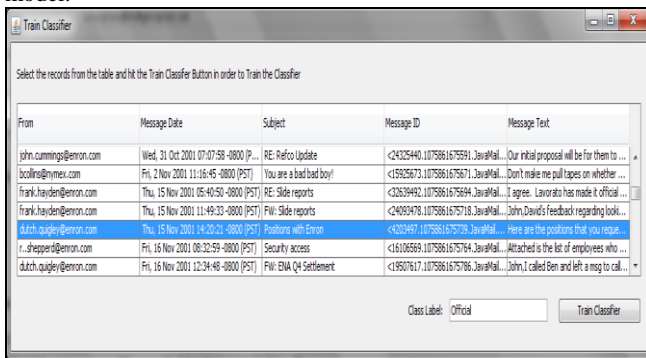 model.
Train Classifier
Select the records from the table and hit the Train Classifer Button in order to Train the Classifier
From Message Date Subject Message ID Message Text
john.cummings@enron.com Wed, 31 Oct 2001 07:07:58 -0800 (P... RE: Refco Update <24325440.1075861675591.JavaMail... Our initial proposal will be for them to ...
bcollins@nymex.com Fri, 2 Nov 2001 11:16:45 -0800 (PST) You are a bad bad boy! <15925673.1075861675671.JavaMail... Don't make me pull tapes on whether ...
frank.hayden@enron.com Thu, 15 Nov 2001 05:40:50 -0800 (PST) RE: Slide reports <32639492.1075861675694.JavaMail... I agree. Lavorato has made it official ...
frank.hayden@enron.com Thu, 15 Nov 2001 11:49:33 -0800 (PST) FW: Slide reports <24093478.1075861675718.JavaMail... John,David's feedback regarding looki...
dutch.quigley@enron.com Thu, 15 Nov 2001 14:20:21 -0800 (PST) Positions with Enron <4203497.1075861675739.JavaMail.... Here are the positions that you reque...
r..shepperd@enron.com Fri, 16 Nov 2001 08:32:59 -0800 (PST) Security access <16106569.1075861675764.JavaMail... Attached is the list of employees who ...
dutch.quigley@enron.com Fri, 16 Nov 2001 12:34:48 -0800 (PST) FW: ENA Q4 Settlement <19507617.1075861675786.JavaMail... John,I called Ben and left a msg to call...
Class Label: Official Train Classifier